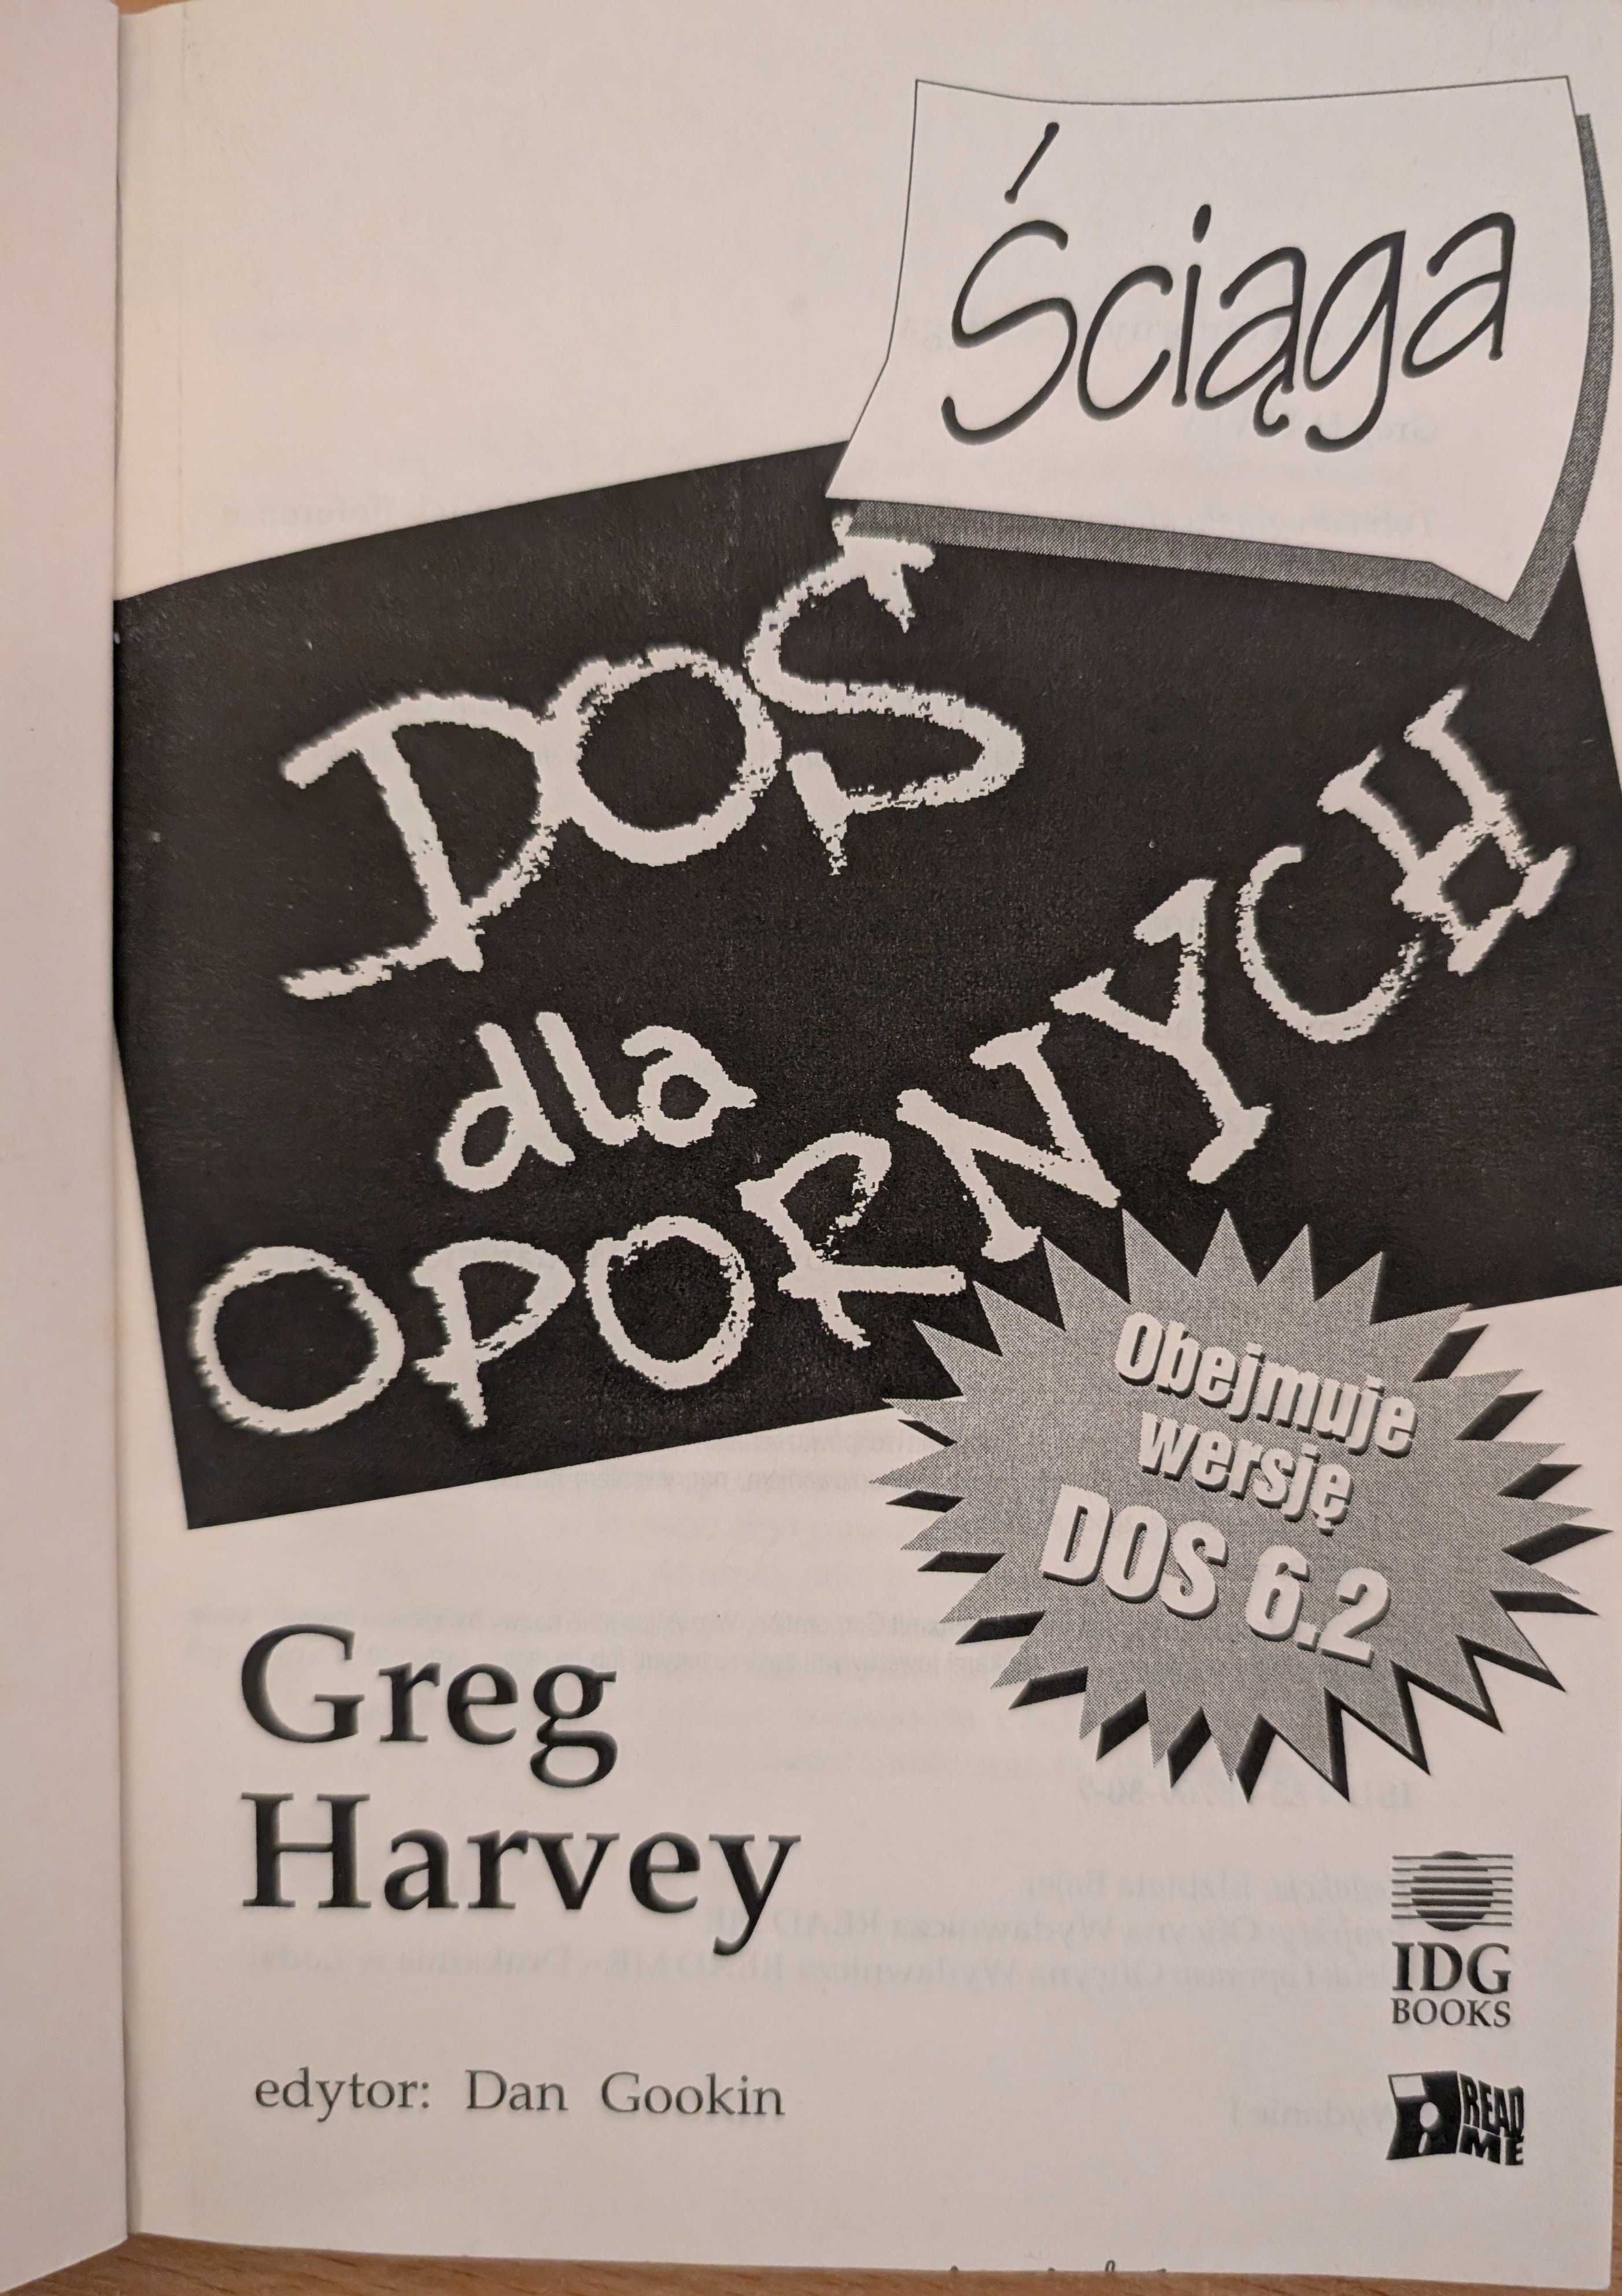 Ściąga
DOS
dla
OPORNYCH
Obejmuje
wersję
DOS 6.2
Greg
Harvey
edytor: Dan Gookin
IDG
BOOKS
READ
ME